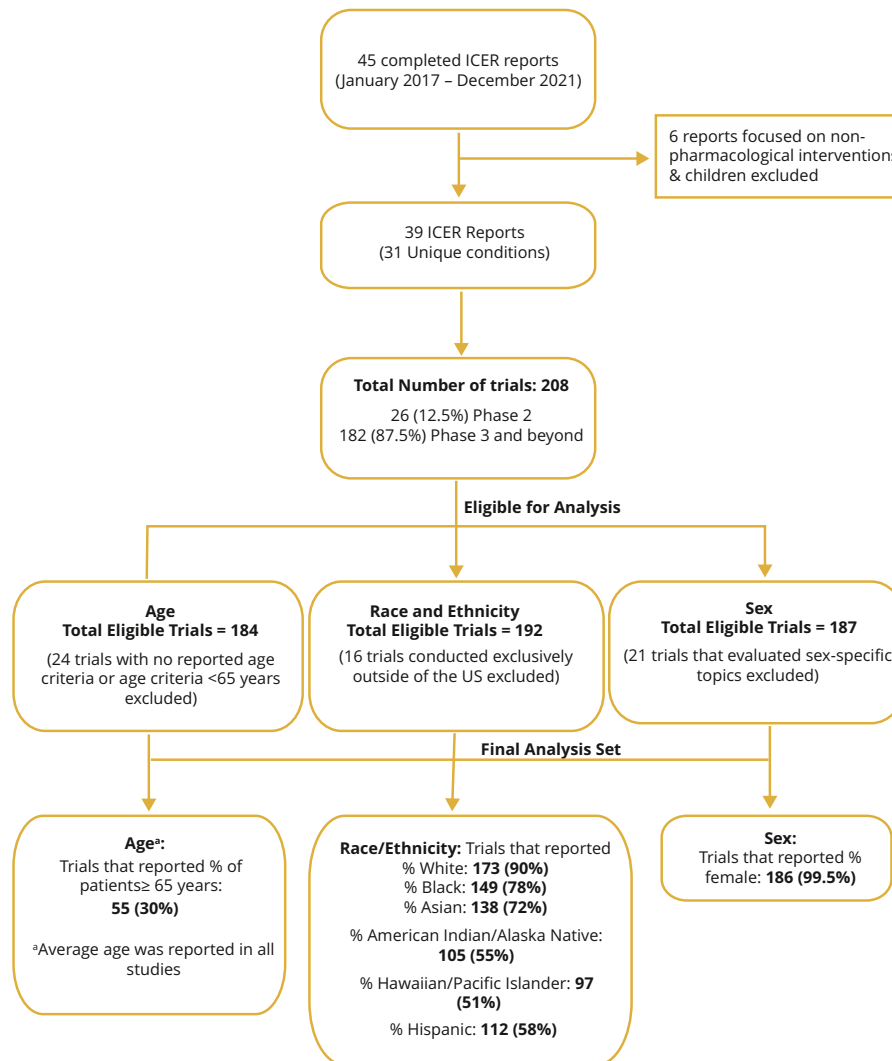 45 completed ICER reports
(January 2017 – December 2021)
6 reports focused on non-
pharmacological interventions
& children excluded
39 ICER Reports
(31 Unique conditions)
Total Number of trials: 208
26 (12.5%) Phase 2
182 (87.5%) Phase 3 and beyond
Eligible for Analysis
Age
Total Eligible Trials = 184
(24 trials with no reported age
criteria or age criteria <65 years
excluded)
Race and Ethnicity
Total Eligible Trials = 192
(16 trials conducted exclusively
outside of the US excluded)
Sex
Total Eligible Trials = 187
(21 trials that evaluated sex-specific
topics excluded)
Final Analysis Set
Ageᵃ:
Trials that reported % of
patients≥ 65 years:
55 (30%)
ᵃAverage age was reported in all
studies
Race/Ethnicity: Trials that reported
% White: 173 (90%)
% Black: 149 (78%)
% Asian: 138 (72%)
% American Indian/Alaska Native:
105 (55%)
% Hawaiian/Pacific Islander: 97
(51%)
% Hispanic: 112 (58%)
Sex:
Trials that reported %
female: 186 (99.5%)